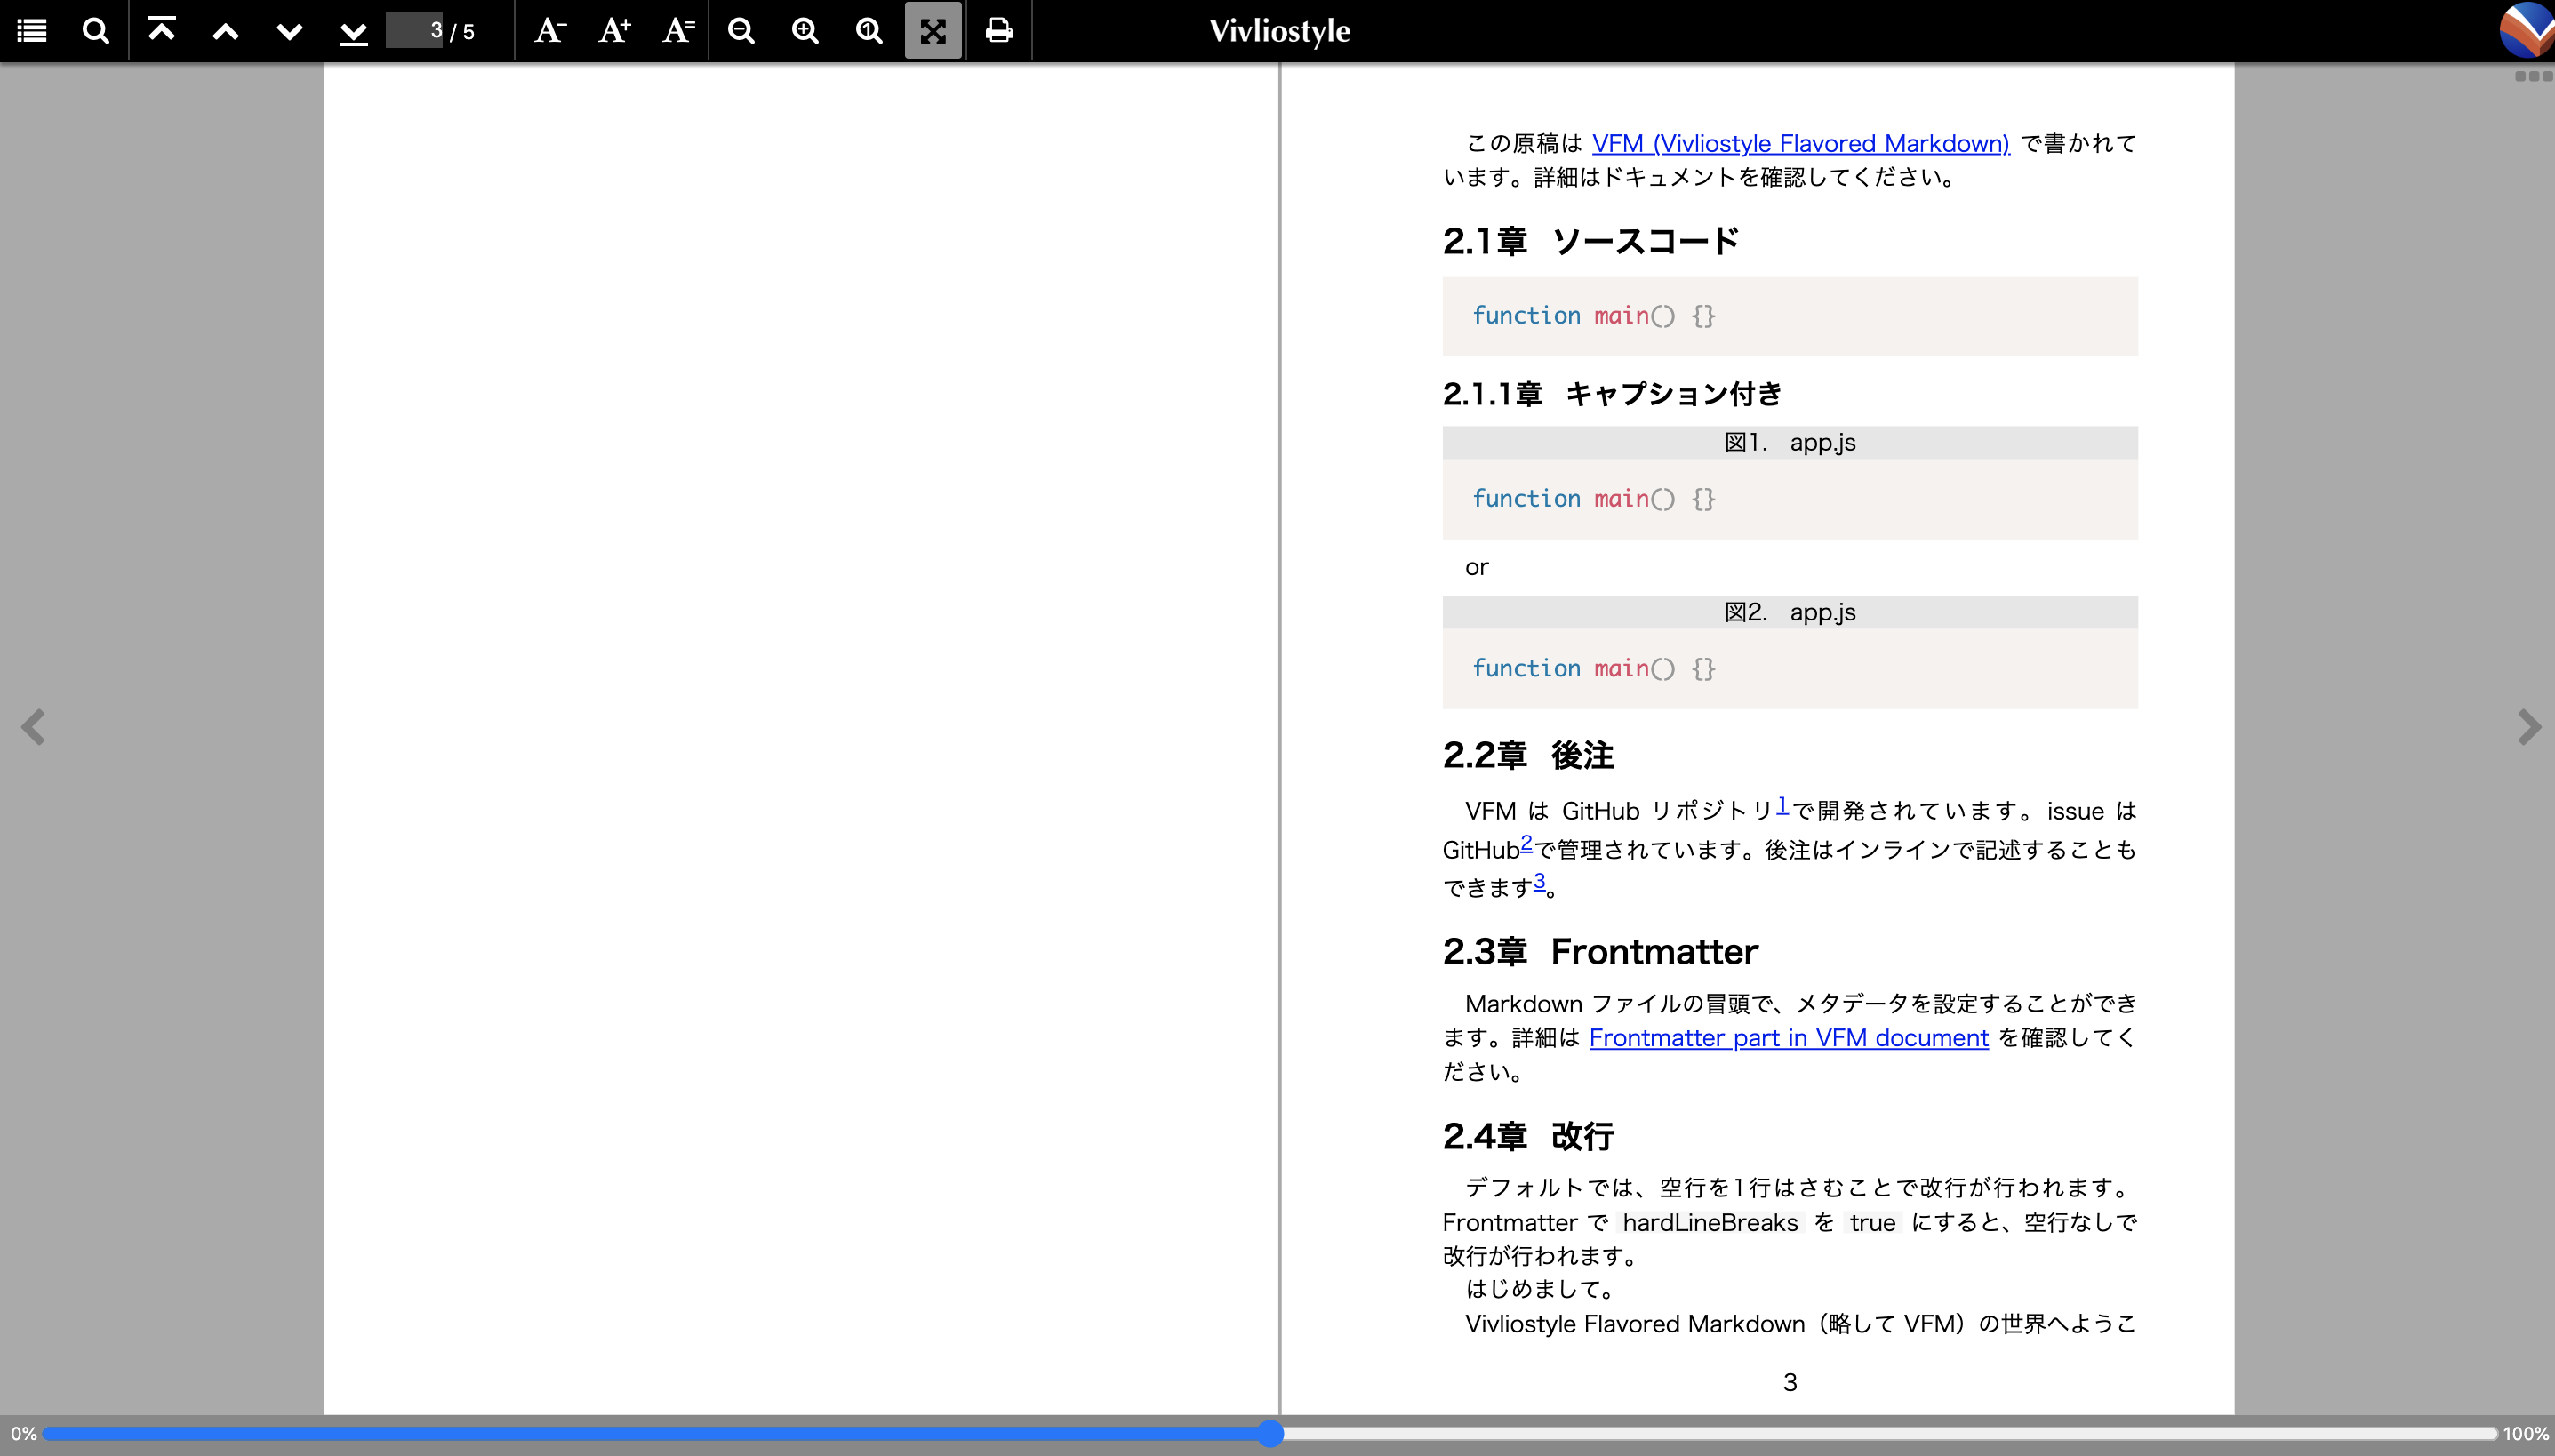 3 / 5
A- A+ A=
1
Vivliostyle
この原稿は VFM (Vivliostyle Flavored Markdown) で書かれて
います。詳細はドキュメントを確認してください。
2.1章 ソースコード
function main() {}
2.1.1章 キャプション付き
図1. app.js
function main() {}
or
図2. app.js
function main() {}
2.2章 後注
VFM は GitHub リポジトリ1で開発されています。issue は
GitHub2で管理されています。後注はインラインで記述することも
できます3。
2.3章 Frontmatter
Markdown ファイルの冒頭で、メタデータを設定することができ
ます。詳細は Frontmatter part in VFM document を確認してく
ださい。
2.4章 改行
デフォルトでは、空行を1行はさむことで改行が行われます。
Frontmatter で hardLineBreaks を true にすると、空行なしで
改行が行われます。
はじめまして。
Vivliostyle Flavored Markdown（略して VFM）の世界へようこ
3
0%
100%